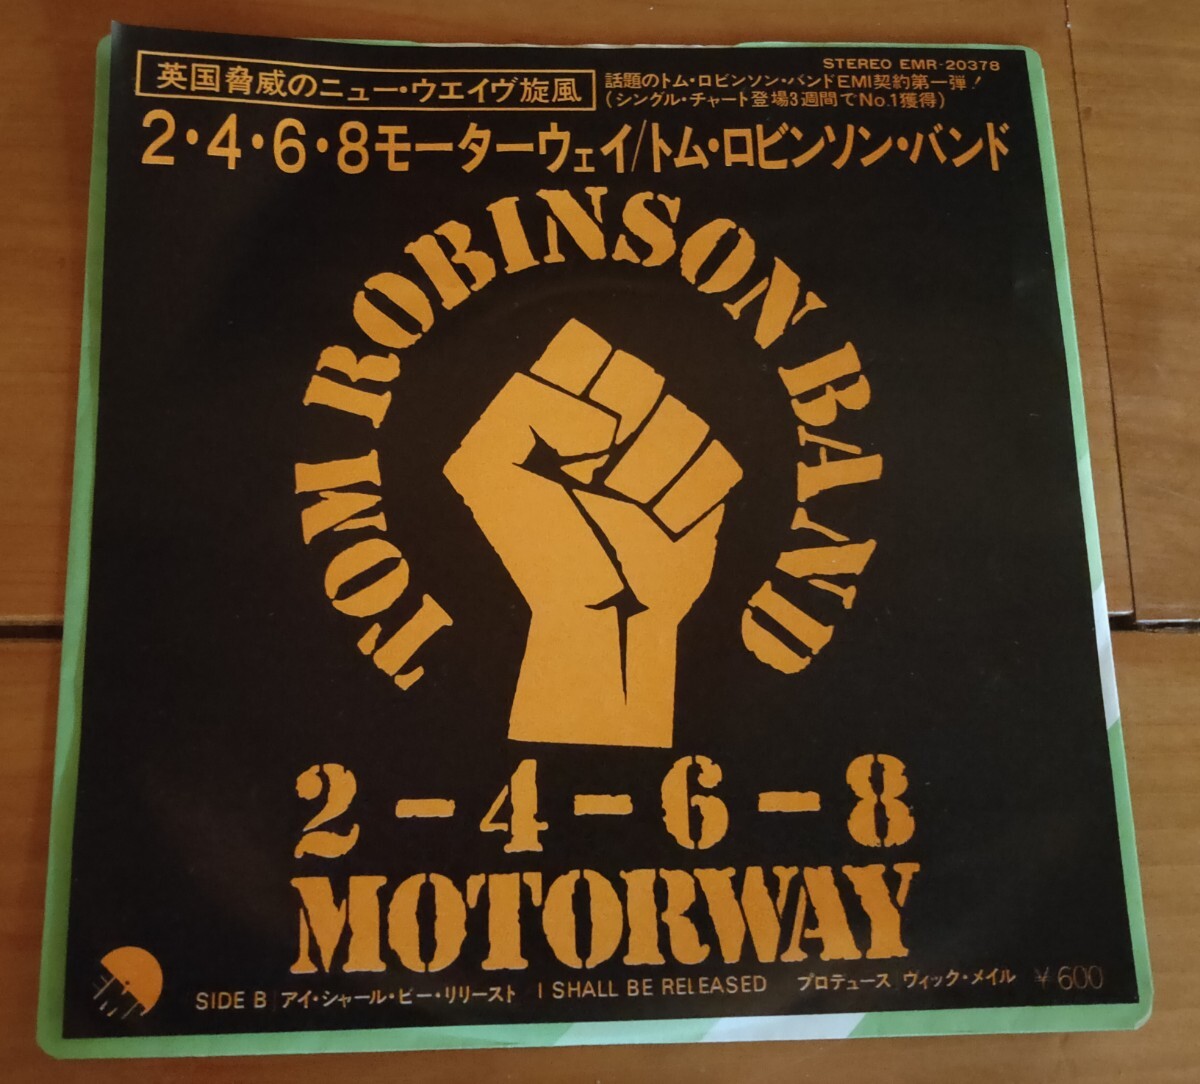 STEREO EMR-20378
英国脅威のニュー・ウエイヴ旋風
話題のトム・ロビンソン・バンドEMI契約第一弾!
(シングル・チャート登場3週間でNo.1獲得)
2・4・6・8モーターウェイ/トム・ロビンソン・バンド
TOM ROBINSON BAND
2-4-6-8
MOTORWAY
EMI
SIDE B アイ・シャール・ビー・リリースト I SHALL BE RELEASED プロデュース ヴィック・メイル ¥600